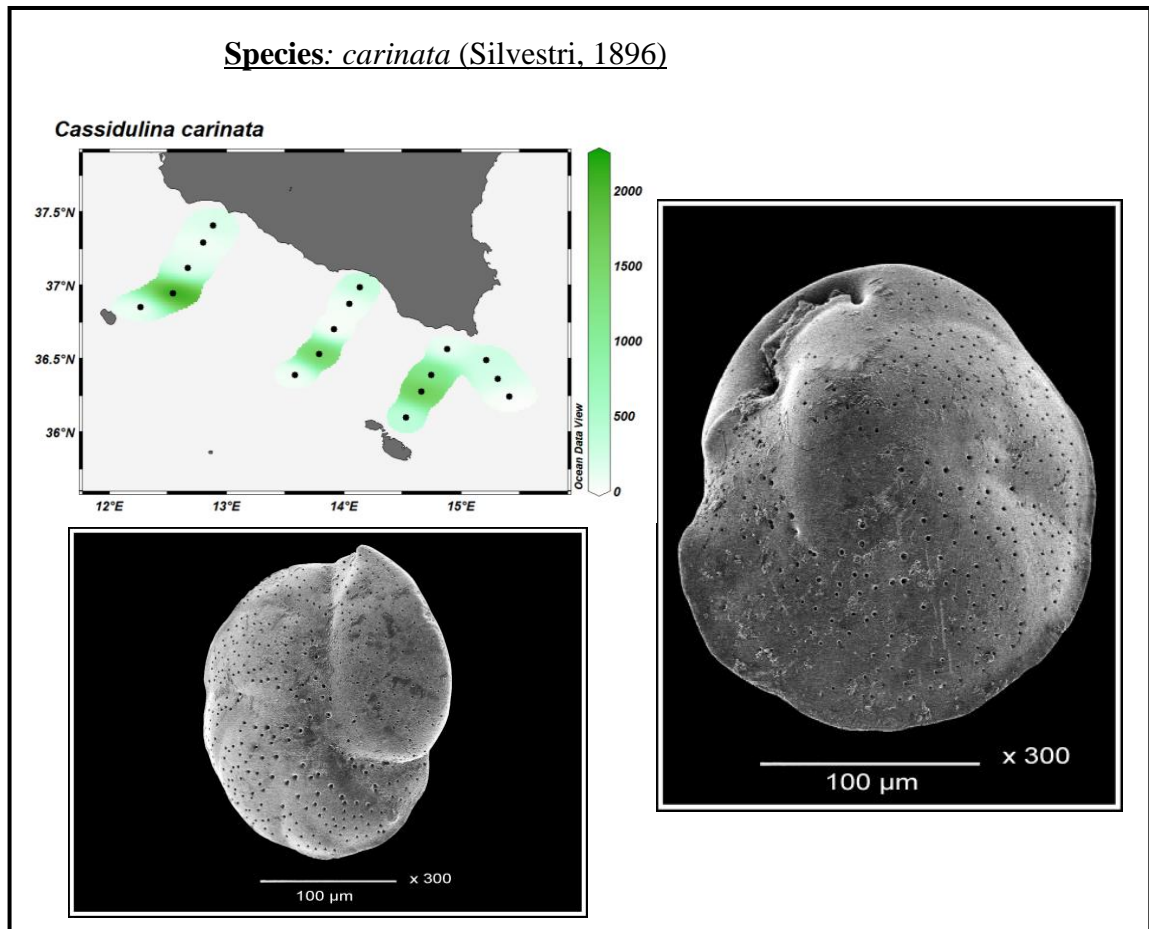 Species: carinata (Silvestri, 1896)
Cassidulina carinata
37.5°N
37°N
36.5°N
36°N
12°E 13°E 14°E 15°E
2000
1500
1000
500
0
Ocean Data View
x 300
100 µm
x 300
100 µm